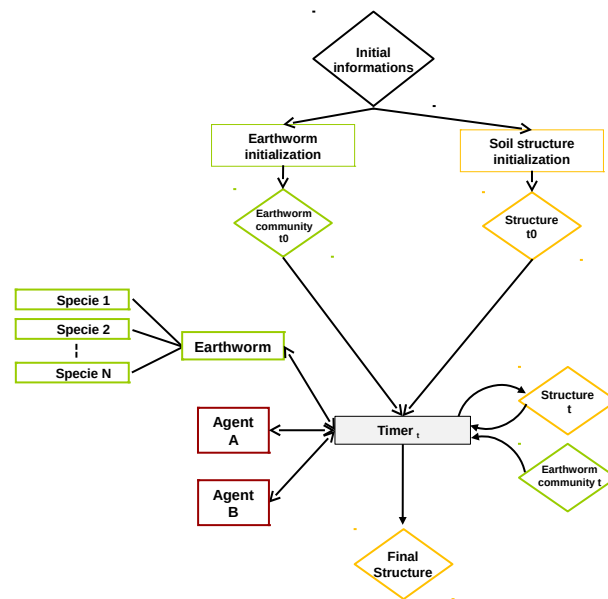 Initial
informations
Earthworm
initialization
Soil structure
initialization
Earthworm
community
t0
Structure
t0
Specie 1
Specie 2
Specie N
Earthworm
Agent
A
Agent
B
Timer t
Structure
t
Earthworm
community t
Final
Structure